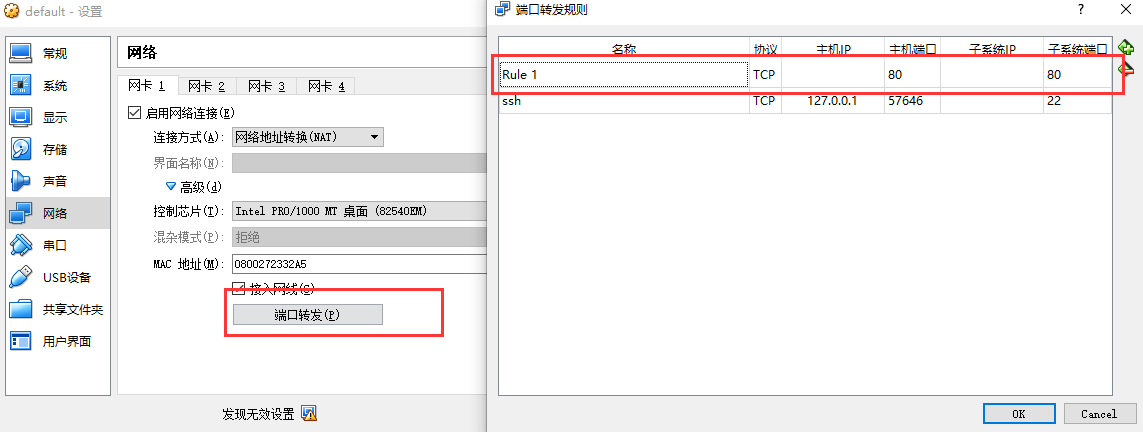 default - 设置
常规
系统
显示
存储
声音
网络
串口
USB设备
共享文件夹
用户界面
网络
网卡 1 网卡 2 网卡 3 网卡 4
启用网络连接(E)
连接方式(A): 网络地址转换(NAT)
界面名称(N):
高级(d)
控制芯片(T): Intel PRO/1000 MT 桌面 (82540EM)
混杂模式(P): 拒绝
MAC 地址(M): 0800272332A5
接入网线(C)
端口转发(P)
发现无效设置
端口转发规则 ?
名称 协议 主机IP 主机端口 子系统IP 子系统端口
Rule 1 TCP 80 80
ssh TCP 127.0.0.1 57646 22
OK Cancel